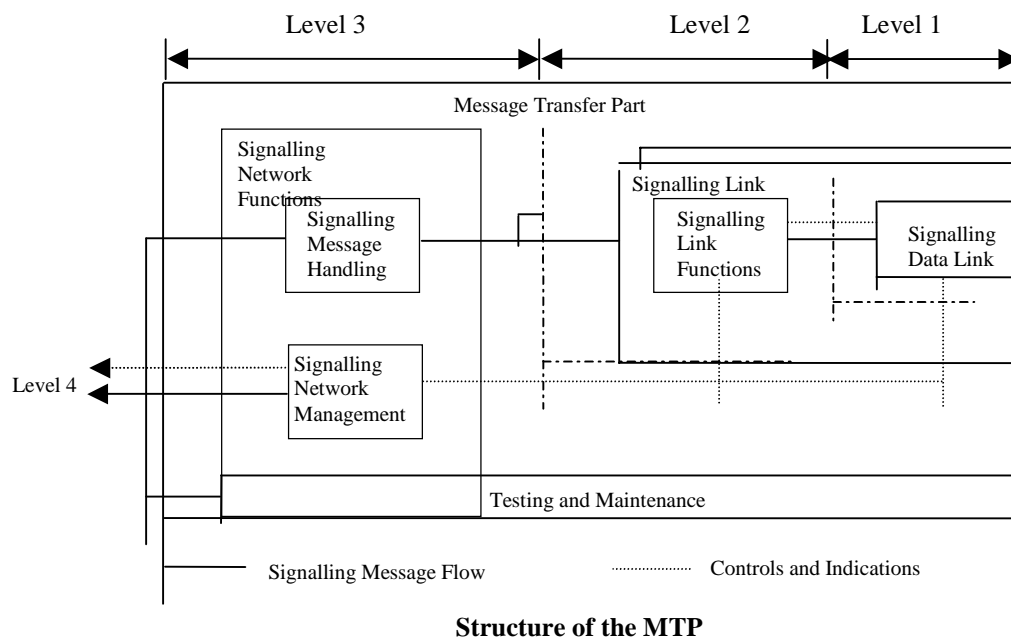 Level 3
Level 2
Level 1
Message Transfer Part
Signalling
Network
Functions
Signalling
Message
Handling
Signalling Link
Signalling
Link
Functions
Signalling
Data Link
Level 4
Signalling
Network
Management
Testing and Maintenance
Signalling Message Flow
Controls and Indications
Structure of the MTP